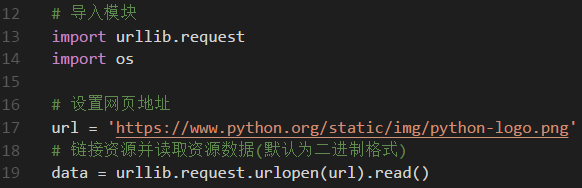 12 # 导入模块
13 import urllib.request
14 import os
15
16 # 设置网页地址
17 url = 'https://www.python.org/static/img/python-logo.png'
18 # 链接资源并读取资源数据(默认为二进制格式)
19 data = urllib.request.urlopen(url).read()